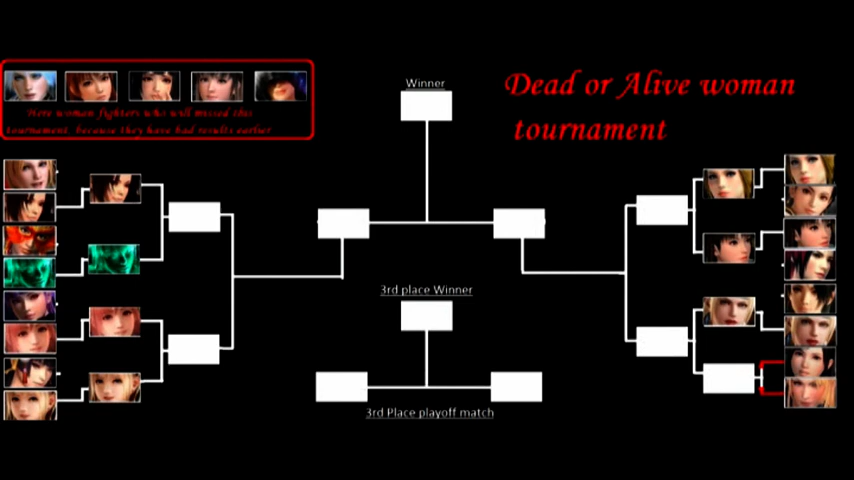 Winner
Dead or Alive woman
tournament
Here woman fighters who will missed this
tournament because they have bad results earlier
3rd place Winner
3rd Place playoff match